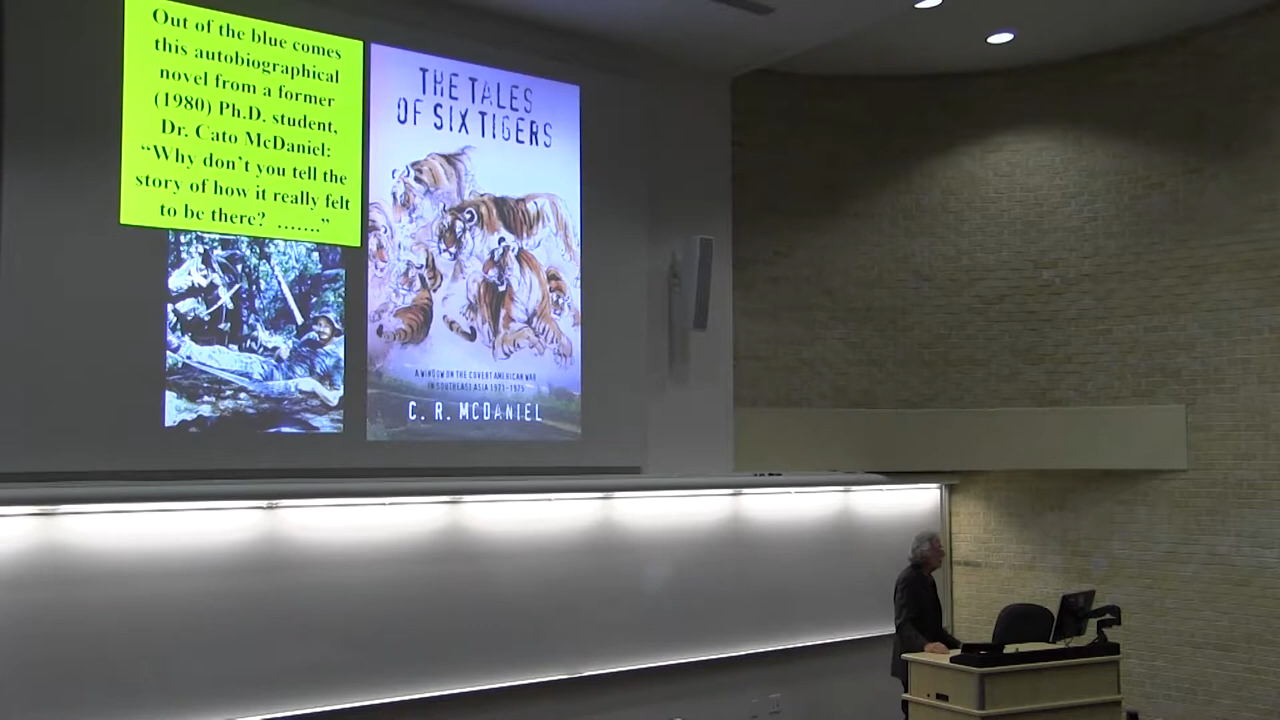 Out of the blue comes
this autobiographical
novel from a former
(1980) Ph.D. student,
Dr. Cato McDaniel:
“Why don’t you tell the
story of how it really felt
to be there? …….”
THE TALES
OF SIX TIGERS
A WINDOW ON THE COVERT AMERICAN WAR
IN SOUTHEAST ASIA 1971-1975
C. R. MCDANIEL